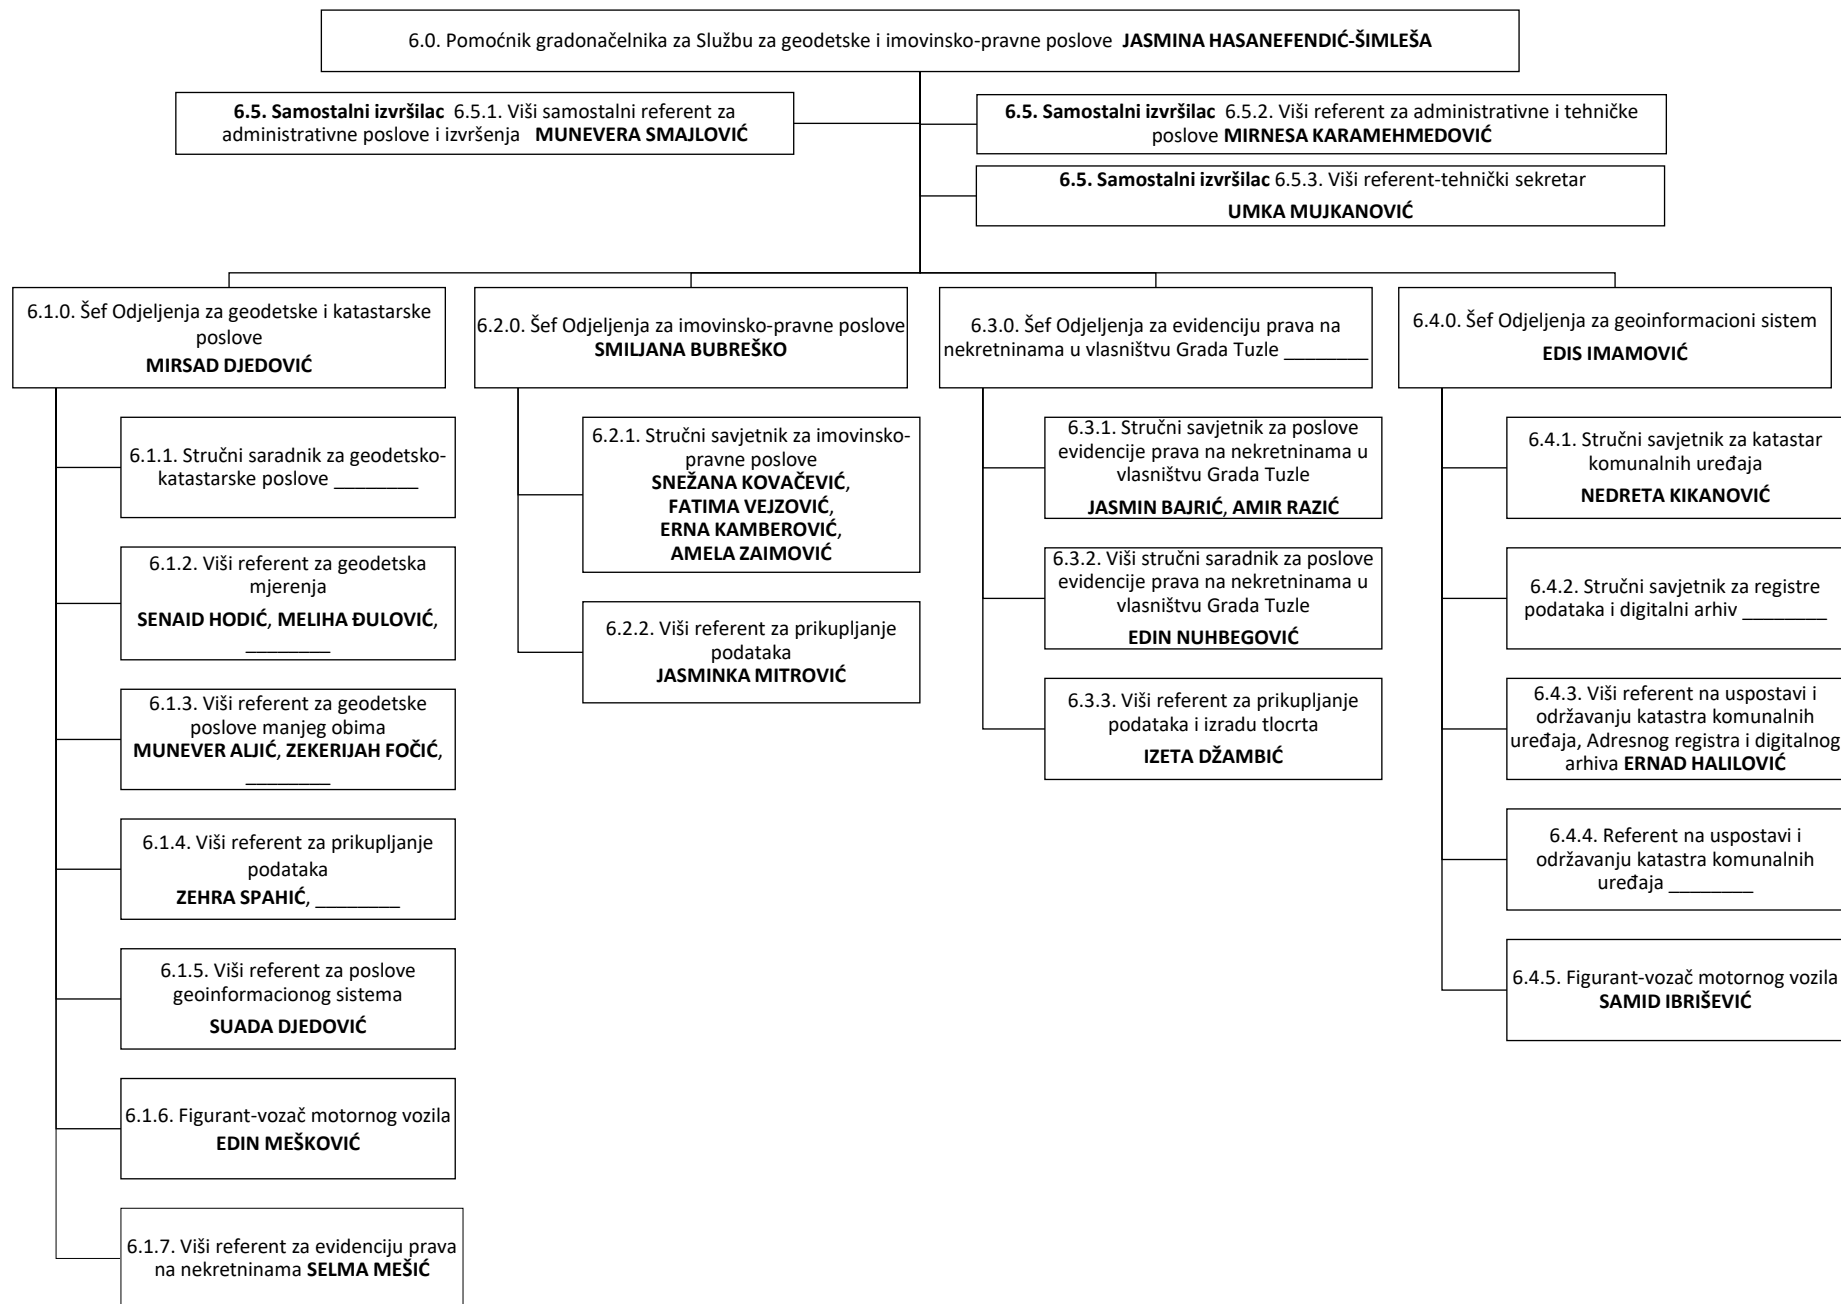 6.0. Pomoćnik gradonačelnika za Službu za geodetske i imovinsko-pravne poslove JASMINA HASANEFENDIĆ-ŠIMLEŠA
6.5. Samostalni izvršilac 6.5.1. Viši samostalni referent za
administrativne poslove i izvršenja MUNEVERA SMAJLOVIĆ
6.5. Samostalni izvršilac 6.5.2. Viši referent za administrativne i tehničke
poslove MIRNESA KARAMEHMEDOVIĆ
6.5. Samostalni izvršilac 6.5.3. Viši referent-tehnički sekretar
UMKA MUJKANOVIĆ
6.1.0. Šef Odjeljenja za geodetske i katastarske
poslove
MIRSAD DJEDOVIĆ
6.1.1. Stručni saradnik za geodetsko-
katastarske poslove ________
6.1.2. Viši referent za geodetska
mjerenja
SENAID HODIĆ, MELIHA ĐULOVIĆ,
________
6.1.3. Viši referent za geodetske
poslove manjeg obima
MUNEVER ALJIĆ, ZEKERIJAH FOČIĆ,
________
6.1.4. Viši referent za prikupljanje
podataka
ZEHRA SPAHIĆ, ________
6.1.5. Viši referent za poslove
geoinformacionog sistema
SUADA DJEDOVIĆ
6.1.6. Figurant-vozač motornog vozila
EDIN MEŠKOVIĆ
6.1.7. Viši referent za evidenciju prava
na nekretninama SELMA MEŠIĆ
6.2.0. Šef Odjeljenja za imovinsko-pravne poslove
SMILJANA BUBREŠKO
6.2.1. Stručni savjetnik za imovinsko-
pravne poslove
SNEŽANA KOVAČEVIĆ,
FATIMA VEJZOVIĆ,
ERNA KAMBEROVIĆ,
AMELA ZAIMOVIĆ
6.2.2. Viši referent za prikupljanje
podataka
JASMINKA MITROVIĆ
6.3.0. Šef Odjeljenja za evidenciju prava na
nekretninama u vlasništvu Grada Tuzle ________
6.3.1. Stručni savjetnik za poslove
evidencije prava na nekretninama u
vlasništvu Grada Tuzle
JASMIN BAJRIĆ, AMIR RAZIĆ
6.3.2. Viši stručni saradnik za poslove
evidencije prava na nekretninama u
vlasništvu Grada Tuzle
EDIN NUHBEGOVIĆ
6.3.3. Viši referent za prikupljanje
podataka i izradu tlocrta
IZETA DŽAMBIĆ
6.4.0. Šef Odjeljenja za geoinformacioni sistem
EDIS IMAMOVIĆ
6.4.1. Stručni savjetnik za katastar
komunalnih uređaja
NEDRETA KIKANOVIĆ
6.4.2. Stručni savjetnik za registre
podataka i digitalni arhiv ________
6.4.3. Viši referent na uspostavi i
održavanju katastra komunalnih
uređaja, Adresnog registra i digitalnog
arhiva ERNAD HALILOVIĆ
6.4.4. Referent na uspostavi i
održavanju katastra komunalnih
uređaja ________
6.4.5. Figurant-vozač motornog vozila
SAMID IBRIŠEVIĆ